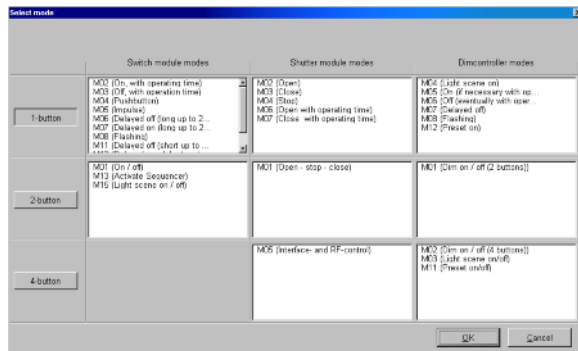 Select mode
Switch module modes
Shutter module modes
Dimcontroller modes
1-button
M02 (On, with operating time)
M03 (Off, with operation time)
M04 (Pushbutton)
M05 (Impulse)
M06 (Delayed off (long up to 2...
M07 (Delayed on (long up to 2...
M08 (Flashing)
M11 (Delayed off (short up to ...
M02 (Open)
M03 (Close)
M04 (Stop)
M06 (Open with operating time)
M07 (Close with operating time)
M04 (Light scene on)
M05 (On (if necessary with op...
M06 (Off (eventually with oper...
M07 (Delayed off)
M08 (Flashing)
M12 (Preset on)
2-button
M01 (On / off)
M13 (Activate Sequencer)
M15 (Light scene on / off)
M01 (Open - stop - close)
M01 (Dim on / off (2 buttons))
4-button
M05 (Interface- and RF-control)
M02 (Dim on / off (4 buttons))
M03 (Light scene on/off)
M11 (Preset on/off)
OK
Cancel